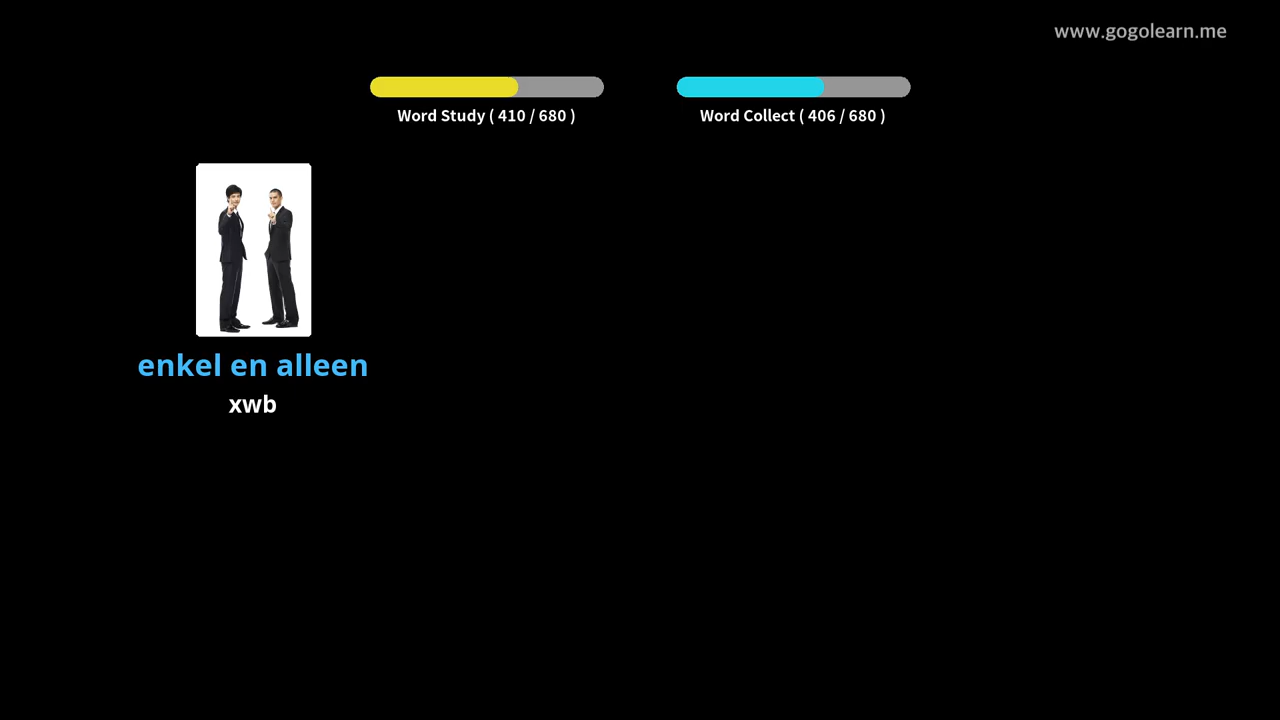 www.gogolearn.me
Word Study ( 410 / 680 )
Word Collect ( 406 / 680 )
enkel en alleen
xwb